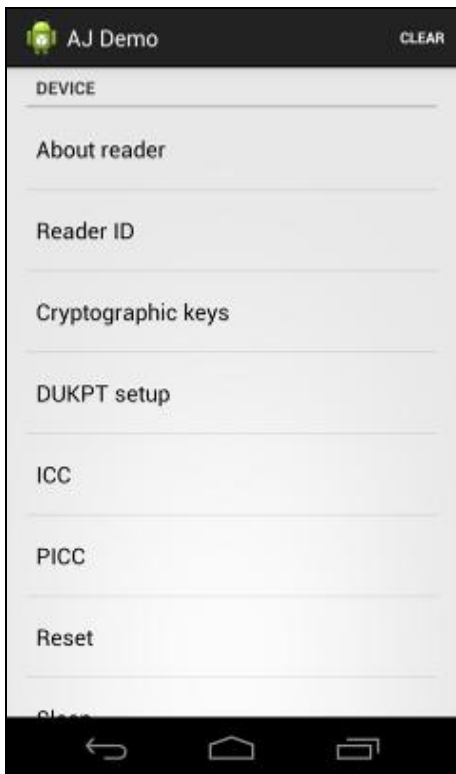 AJ Demo CLEAR
DEVICE
About reader
Reader ID
Cryptographic keys
DUKPT setup
ICC
PICC
Reset